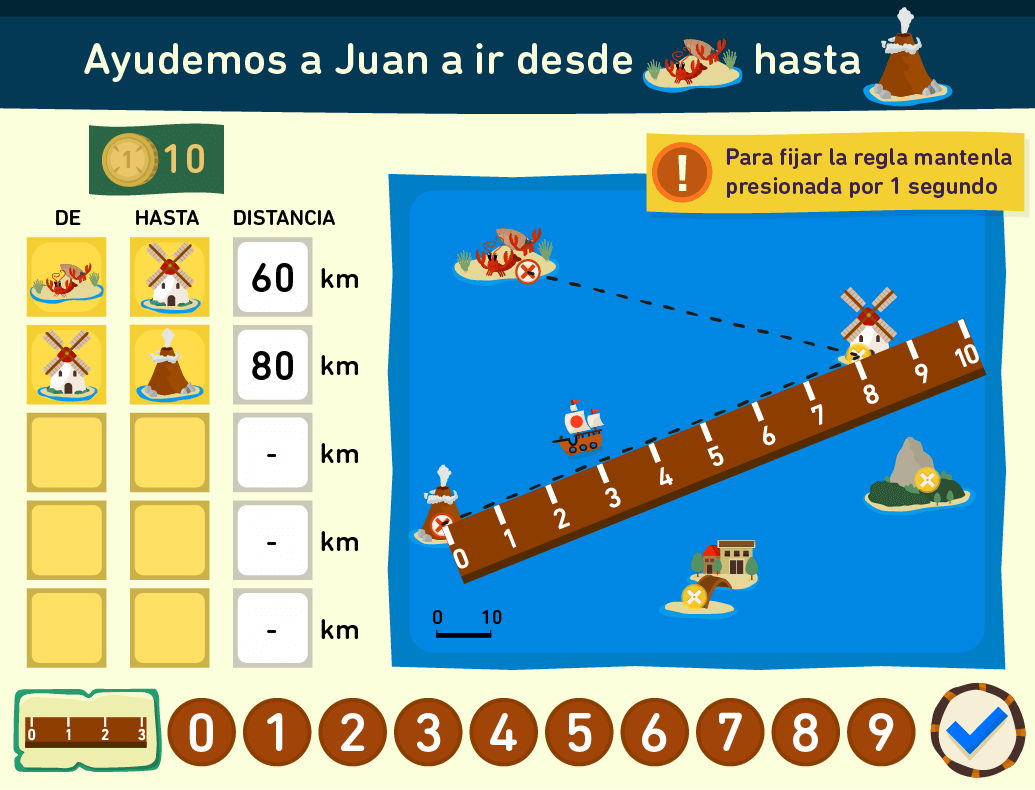 Ayudemos a Juan a ir desde hasta
1 10
! Para fijar la regla mantenla
presionada por 1 segundo
DE HASTA DISTANCIA
60 km
80 km
- km
- km
- km
0 1 2 3 4 5 6 7 8 9 10
0 10
0 1 2 3
0 1 2 3 4 5 6 7 8 9